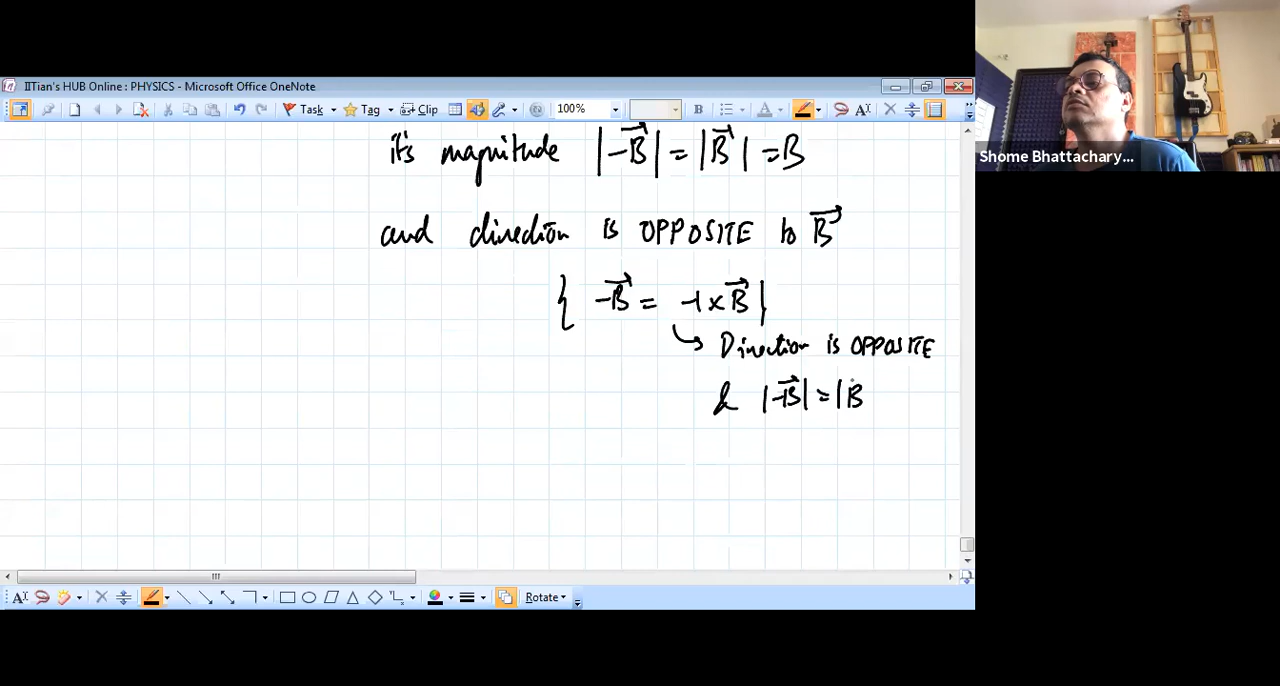 IITian's HUB Online : PHYSICS - Microsoft Office OneNote
Task Tag Clip 100% B A A
its magnitude |-B⃗| = |B⃗| = B
and direction is OPPOSITE to B⃗
{ -B⃗ = -1 × B⃗ }
↳ Direction is OPPOSITE
& |-B⃗| = |B
Rotate
Shome Bhattachary...